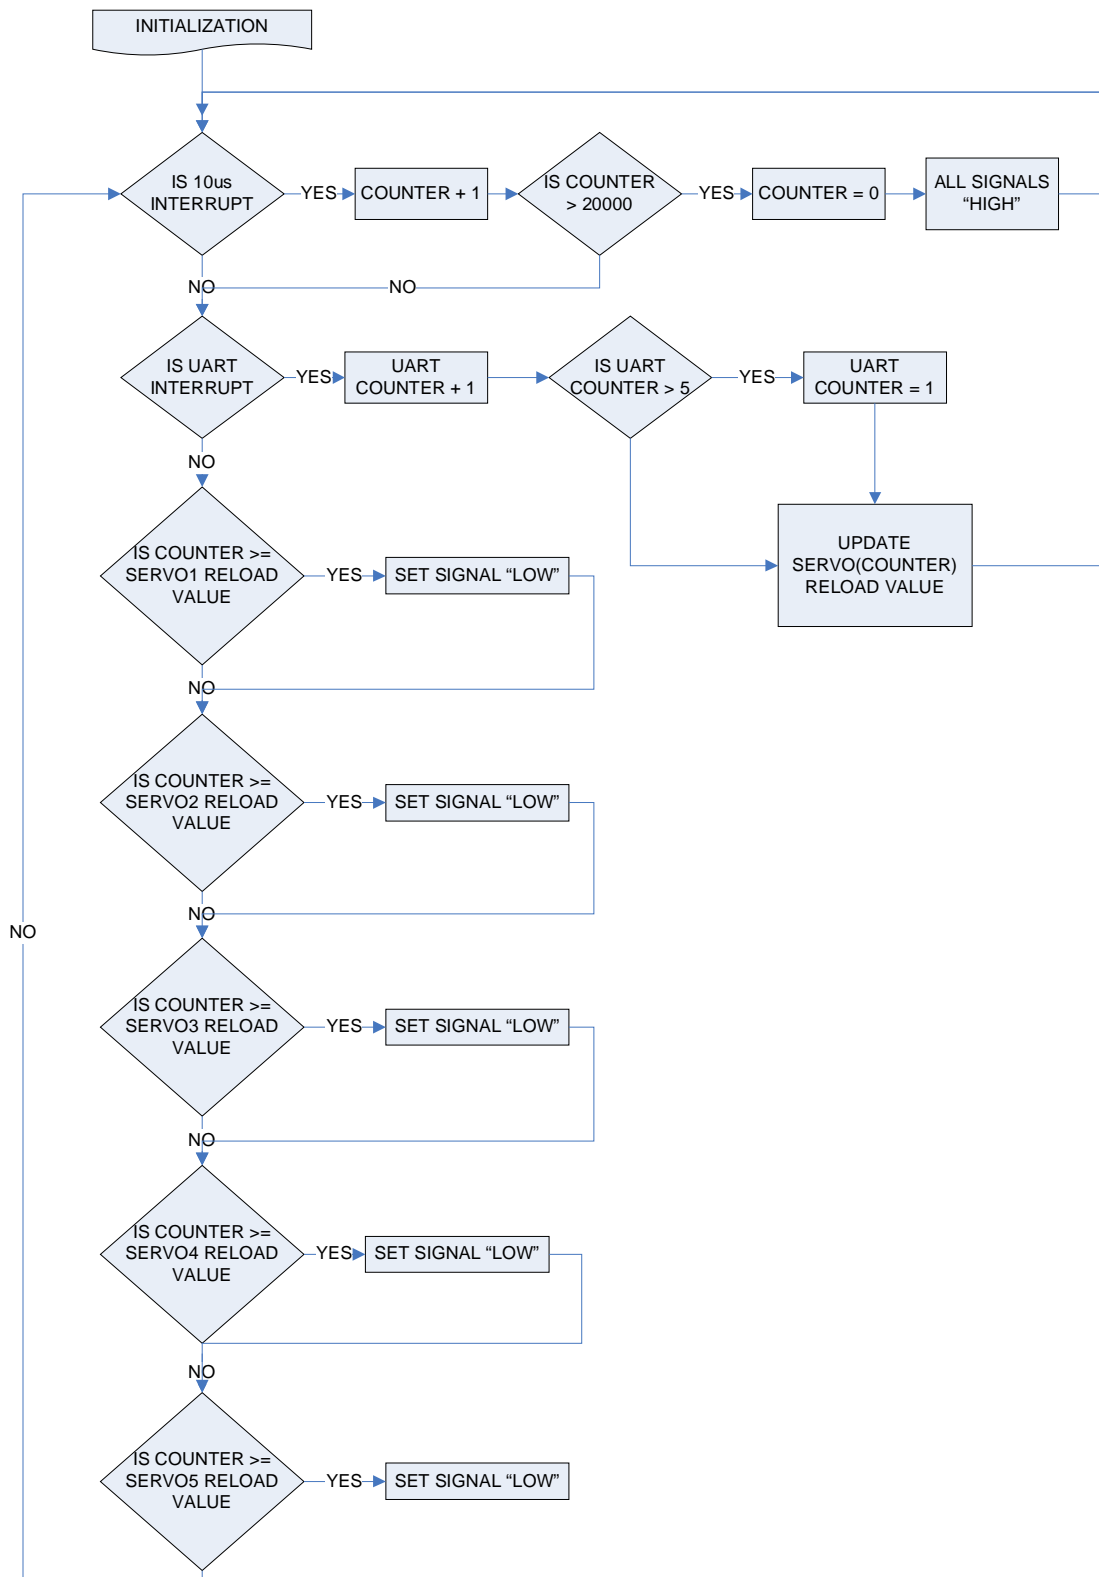 INITIALIZATION
IS 10us
INTERRUPT
YES
COUNTER + 1
IS COUNTER
> 20000
YES
COUNTER = 0
ALL SIGNALS
“HIGH”
NO
NO
IS UART
INTERRUPT
YES
UART
COUNTER + 1
IS UART
COUNTER > 5
YES
UART
COUNTER = 1
NO
IS COUNTER >=
SERVO1 RELOAD
VALUE
YES
SET SIGNAL “LOW”
UPDATE
SERVO(COUNTER)
RELOAD VALUE
NO
IS COUNTER >=
SERVO2 RELOAD
VALUE
YES
SET SIGNAL “LOW”
NO
NO
IS COUNTER >=
SERVO3 RELOAD
VALUE
YES
SET SIGNAL “LOW”
NO
IS COUNTER >=
SERVO4 RELOAD
VALUE
YES
SET SIGNAL “LOW”
NO
IS COUNTER >=
SERVO5 RELOAD
VALUE
YES
SET SIGNAL “LOW”